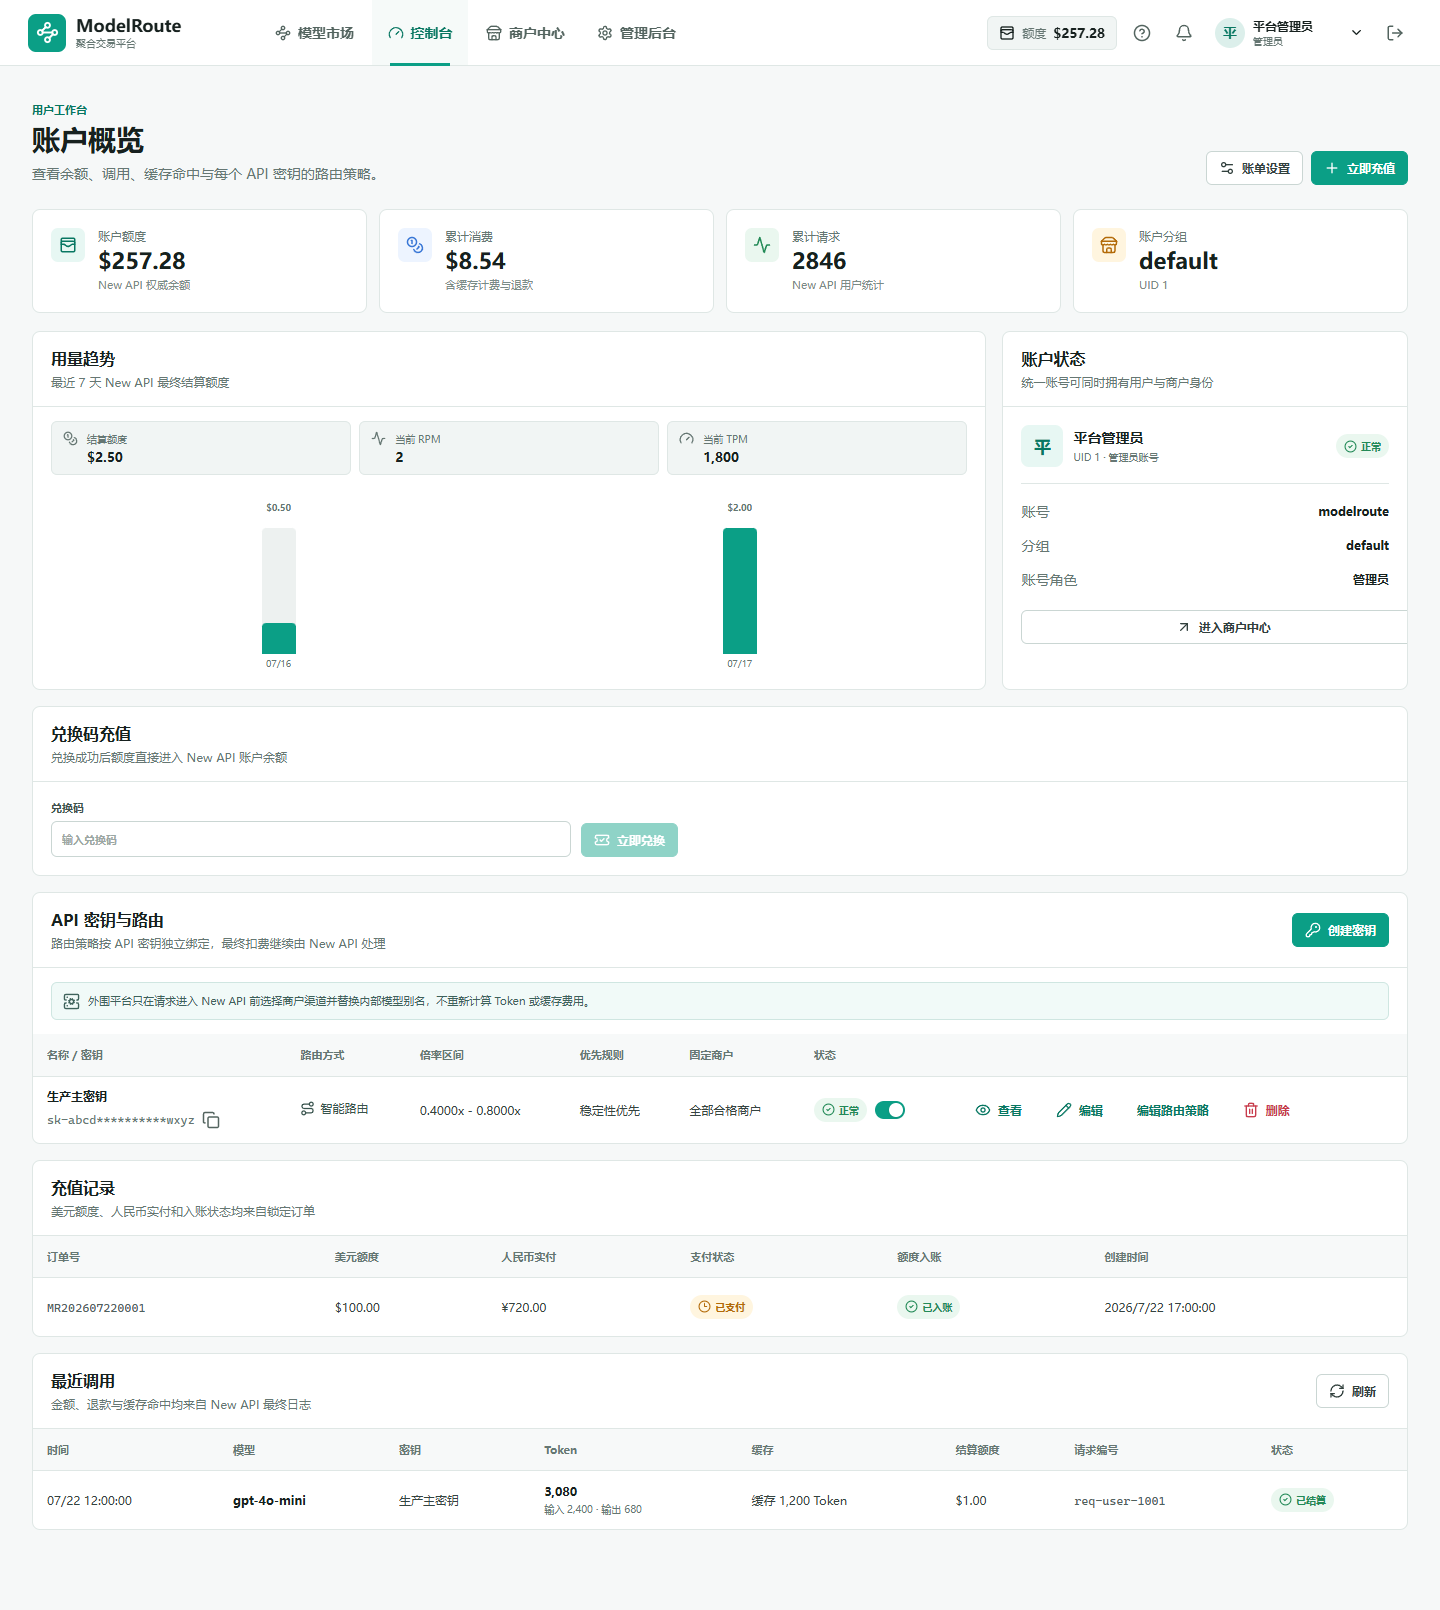 ModelRoute
聚合交易平台
模型市场
控制台
商户中心
管理后台
额度 $257.28
平
平台管理员
管理员
用户工作台
账户概览
查看余额、调用、缓存命中与每个 API 密钥的路由策略。
账单设置
立即充值
账户额度
$257.28
New API 权威余额
累计消费
$8.54
含缓存计费与退款
累计请求
2846
New API 用户统计
账户分组
default
UID 1
用量趋势
最近 7 天 New API 最终结算额度
结算额度
$2.50
当前 RPM
2
当前 TPM
1,800
$0.50
07/16
$2.00
07/17
账户状态
统一账号可同时拥有用户与商户身份
平
平台管理员
UID 1 · 管理员账号
正常
账号 modelroute
分组 default
账号角色 管理员
进入商户中心
兑换码充值
兑换成功后额度直接进入 New API 账户余额
兑换码
输入兑换码
立即兑换
API 密钥与路由
路由策略按 API 密钥独立绑定，最终扣费继续由 New API 处理
创建密钥
外围平台只在请求进入 New API 前选择商户渠道并替换内部模型别名，不重新计算 Token 或缓存费用。
名称 / 密钥 路由方式 倍率区间 优先规则 固定商户 状态
生产主密钥
sk-abcd**********wxyz
智能路由 0.4000x - 0.8000x 稳定性优先 全部合格商户 正常 查看 编辑 编辑路由策略 删除
充值记录
美元额度、人民币实付和入账状态均来自锁定订单
订单号 美元额度 人民币实付 支付状态 额度入账 创建时间
MR202607220001 $100.00 ¥720.00 已支付 已入账 2026/7/22 17:00:00
最近调用
金额、退款与缓存命中均来自 New API 最终日志
刷新
时间 模型 密钥 Token 缓存 结算额度 请求编号 状态
07/22 12:00:00 gpt-4o-mini 生产主密钥 3,080 缓存 1,200 Token $1.00 req-user-1001 已结算
输入 2,400 · 输出 680